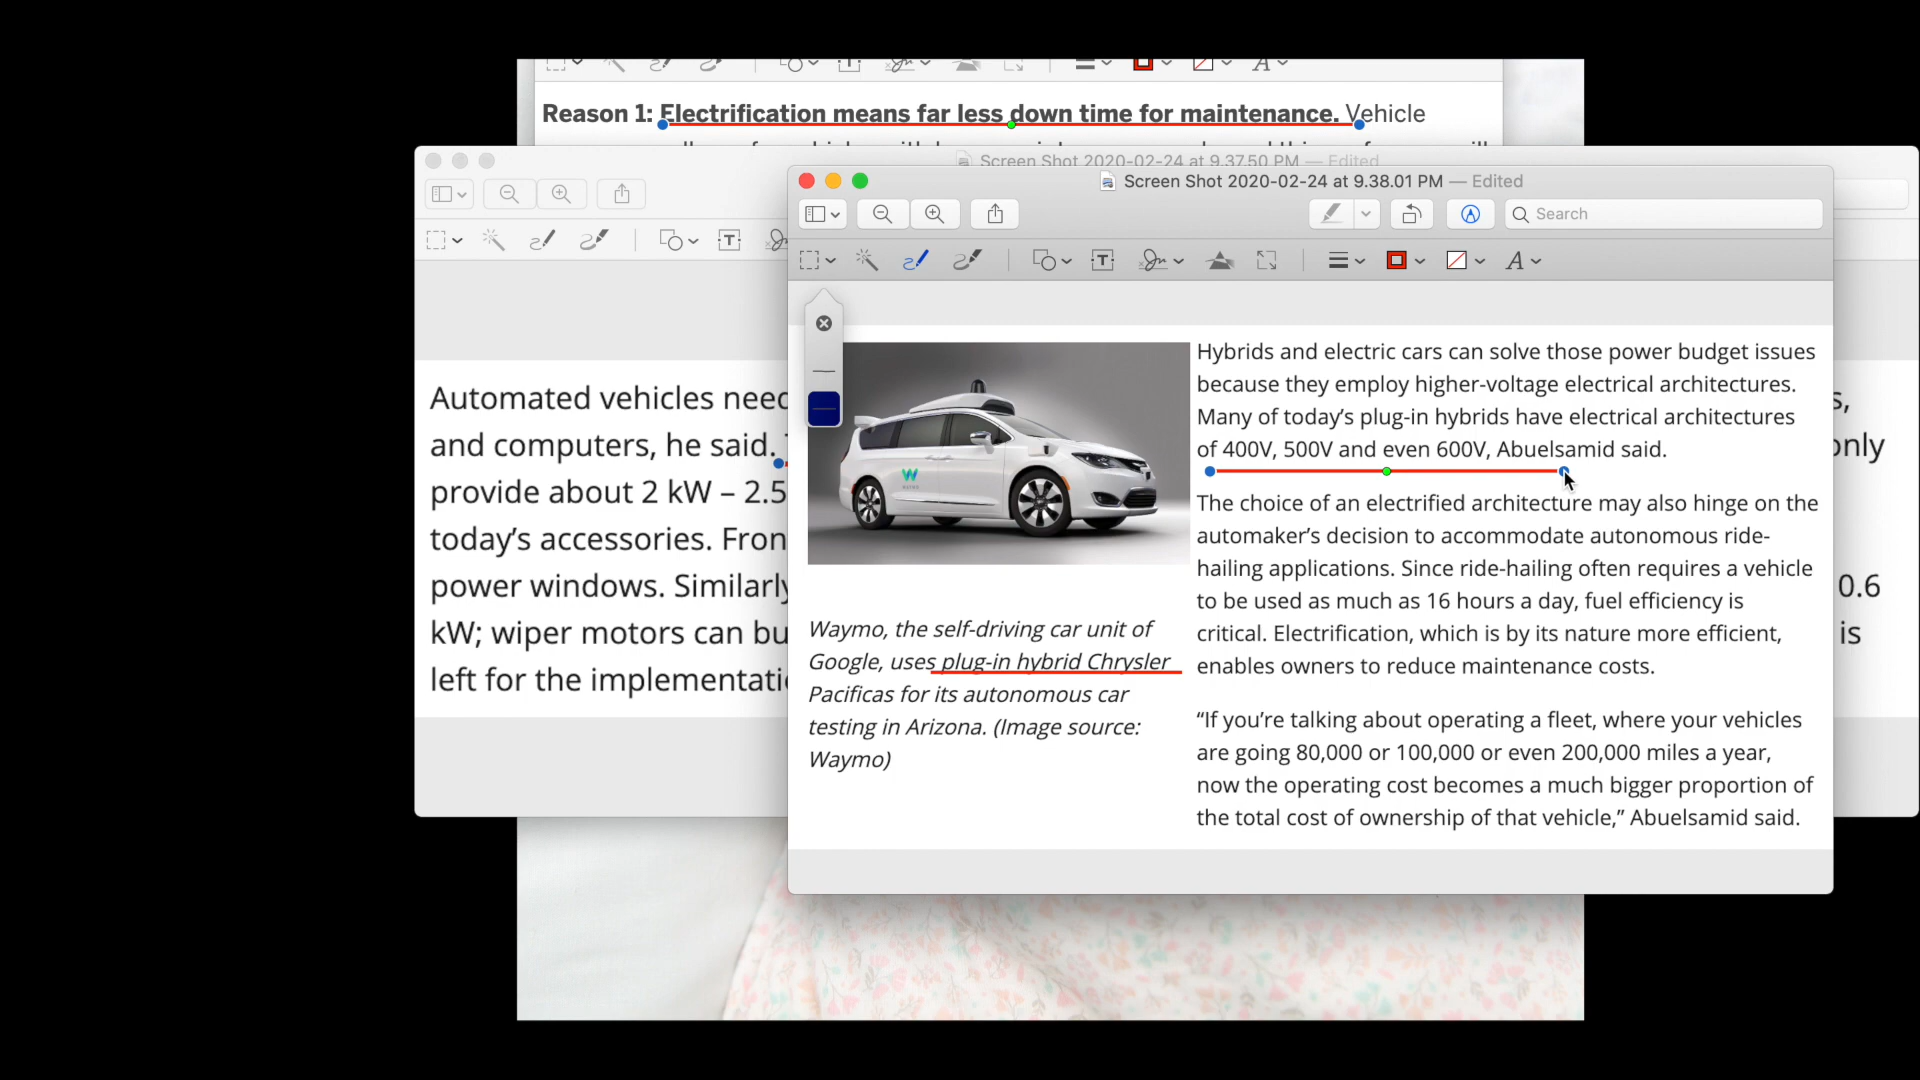 Reason 1: Electrification means far less down time for maintenance. Vehicle
Screen Shot 2020-02-24 at 9.37.50 PM — Edited
Screen Shot 2020-02-24 at 9.38.01 PM — Edited
Search
Automated vehicles need
and computers, he said.
provide about 2 kW – 2.5
today's accessories. Fron
power windows. Similarly
kW; wiper motors can bu
left for the implementati
s,
only
0.6
is
WAYMO
Waymo, the self-driving car unit of
Google, uses plug-in hybrid Chrysler
Pacificas for its autonomous car
testing in Arizona. (Image source:
Waymo)
Hybrids and electric cars can solve those power budget issues
because they employ higher-voltage electrical architectures.
Many of today's plug-in hybrids have electrical architectures
of 400V, 500V and even 600V, Abuelsamid said.
The choice of an electrified architecture may also hinge on the
automaker's decision to accommodate autonomous ride-
hailing applications. Since ride-hailing often requires a vehicle
to be used as much as 16 hours a day, fuel efficiency is
critical. Electrification, which is by its nature more efficient,
enables owners to reduce maintenance costs.
“If you're talking about operating a fleet, where your vehicles
are going 80,000 or 100,000 or even 200,000 miles a year,
now the operating cost becomes a much bigger proportion of
the total cost of ownership of that vehicle,” Abuelsamid said.